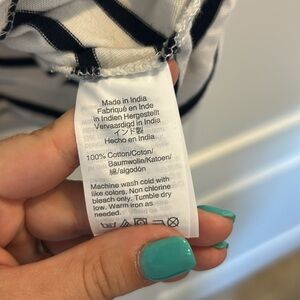 Made in India
Fabriqué en Inde
in Indien Hergestellt
Vervaardigd in India
インド製
Hecho en India
100% Cotton/Coton/
Baumwolle/Katoen/
綿/algodón
Machine wash cold with
like colors. Non chlorine
bleach only. Tumble dry
low. Warm iron as
needed.